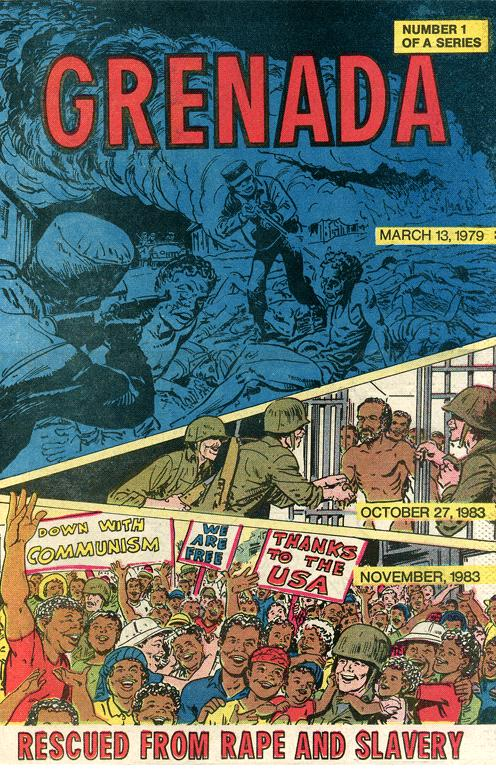 NUMBER 1
OF A SERIES
GRENADA
MARCH 13, 1979
OCTOBER 27, 1983
NOVEMBER, 1983
DOWN WITH
COMMUNISM
WE
ARE
FREE
THANKS
TO THE
USA
RESCUED FROM RAPE AND SLAVERY